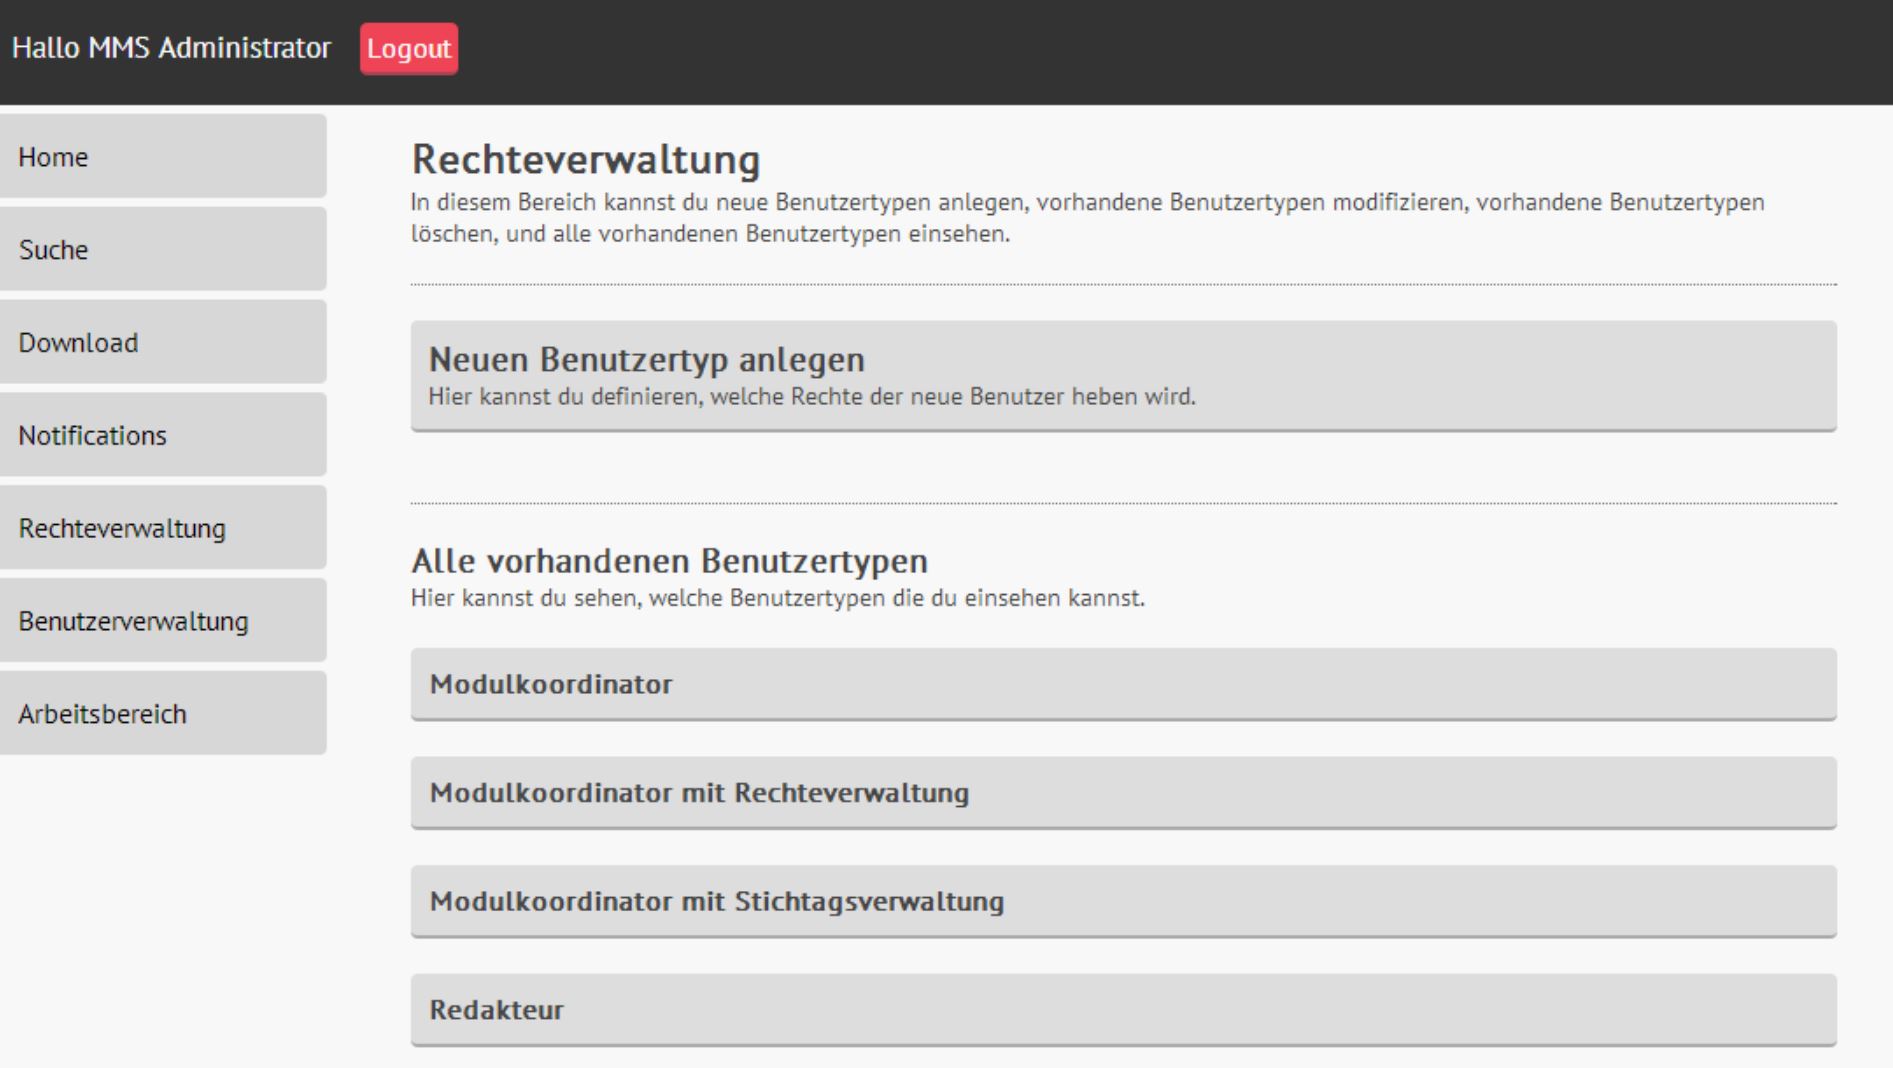 Hallo MMS Administrator Logout
Home
Suche
Download
Notifications
Rechteverwaltung
Benutzerverwaltung
Arbeitsbereich
Rechteverwaltung
In diesem Bereich kannst du neue Benutzertypen anlegen, vorhandene Benutzertypen modifizieren, vorhandene Benutzertypen
löschen, und alle vorhandenen Benutzertypen einsehen.
Neuen Benutzertyp anlegen
Hier kannst du definieren, welche Rechte der neue Benutzer heben wird.
Alle vorhandenen Benutzertypen
Hier kannst du sehen, welche Benutzertypen die du einsehen kannst.
Modulkoordinator
Modulkoordinator mit Rechteverwaltung
Modulkoordinator mit Stichtagsverwaltung
Redakteur